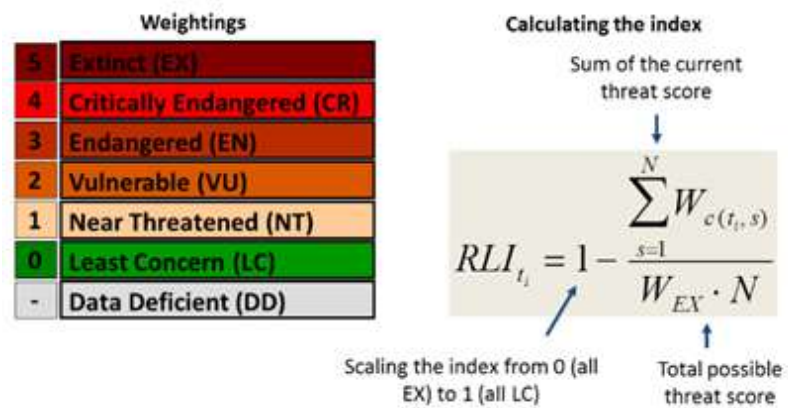 Weightings
5 Extinct (EX)
4 Critically Endangered (CR)
3 Endangered (EN)
2 Vulnerable (VU)
1 Near Threatened (NT)
0 Least Concern (LC)
- Data Deficient (DD)
Calculating the index
Sum of the current
threat score
N
∑ W c(tᵢ, s)
s=1
RLI tᵢ = 1 −
W EX · N
Scaling the index from 0 (all
EX) to 1 (all LC)
Total possible
threat score